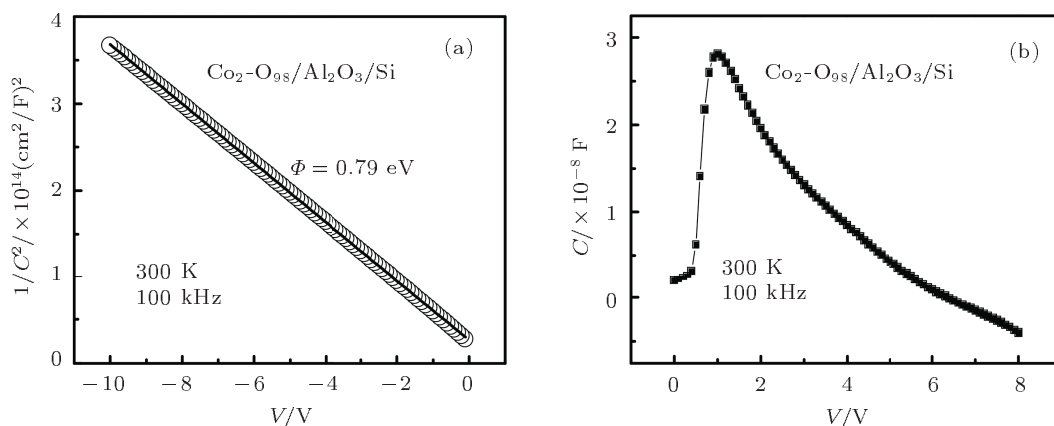 4
3
2
1
0
1/C²/×10¹⁴(cm²/F)²
(a)
Co₂-O₉₈/Al₂O₃/Si
Φ = 0.79 eV
300 K
100 kHz
−10 −8 −6 −4 −2 0
V/V
3
2
1
0
C/×10⁻⁸ F
(b)
Co₂-O₉₈/Al₂O₃/Si
300 K
100 kHz
0 2 4 6 8
V/V